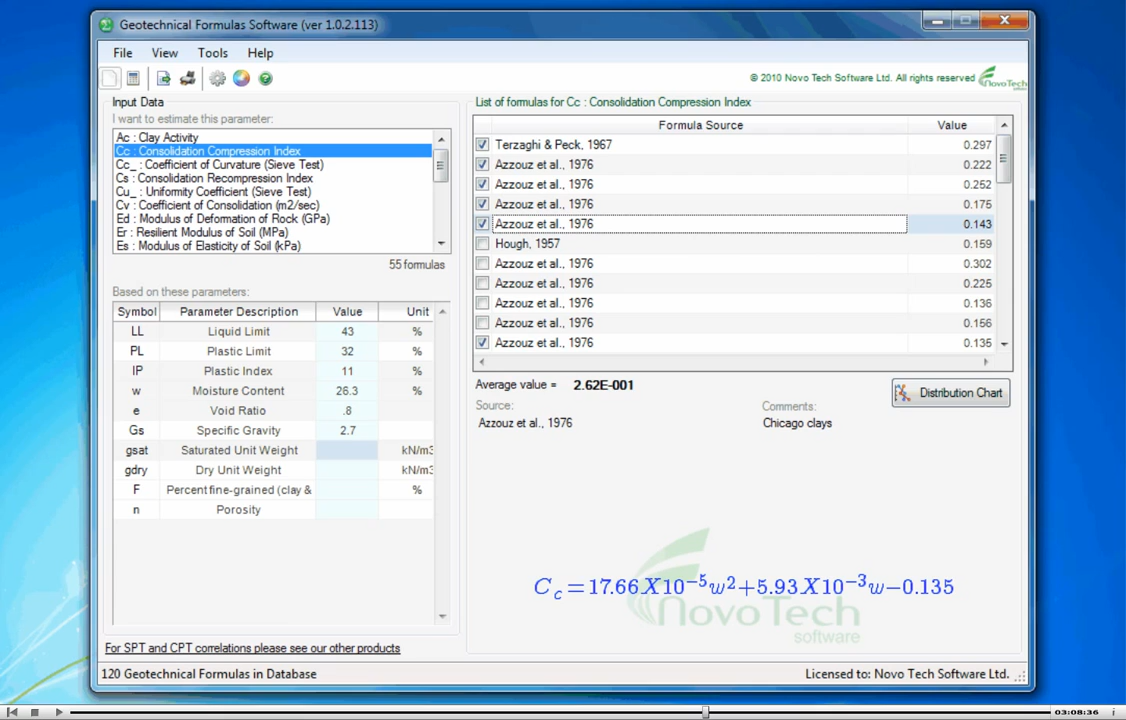 Geotechnical Formulas Software (ver 1.0.2.113)
File View Tools Help
© 2010 Novo Tech Software Ltd. All rights reserved NovoTech
Input Data
I want to estimate this parameter:
Ac : Clay Activity
Cc : Consolidation Compression Index
Cc_ : Coefficient of Curvature (Sieve Test)
Cs : Consolidation Recompression Index
Cu_ : Uniformity Coefficient (Sieve Test)
Cv : Coefficient of Consolidation (m2/sec)
Ed : Modulus of Deformation of Rock (GPa)
Er : Resilient Modulus of Soil (MPa)
Es : Modulus of Elasticity of Soil (kPa)
55 formulas
Based on these parameters:
Symbol Parameter Description Value Unit
LL Liquid Limit 43 %
PL Plastic Limit 32 %
IP Plastic Index 11 %
w Moisture Content 26.3 %
e Void Ratio .8
Gs Specific Gravity 2.7
gsat Saturated Unit Weight kN/m3
gdry Dry Unit Weight kN/m3
F Percent fine-grained (clay & %
n Porosity
For SPT and CPT correlations please see our other products
List of formulas for Cc : Consolidation Compression Index
Formula Source Value
Terzaghi & Peck, 1967 0.297
Azzouz et al., 1976 0.222
Azzouz et al., 1976 0.252
Azzouz et al., 1976 0.175
Azzouz et al., 1976 0.143
Hough, 1957 0.159
Azzouz et al., 1976 0.302
Azzouz et al., 1976 0.225
Azzouz et al., 1976 0.136
Azzouz et al., 1976 0.156
Azzouz et al., 1976 0.135
Average value = 2.62E-001
Distribution Chart
Source: Comments:
Azzouz et al., 1976 Chicago clays
C_c=17.66X10^{-5}w^2+5.93X10^{-3}w-0.135
NovoTech
software
120 Geotechnical Formulas in Database Licensed to: Novo Tech Software Ltd.
03:08:36